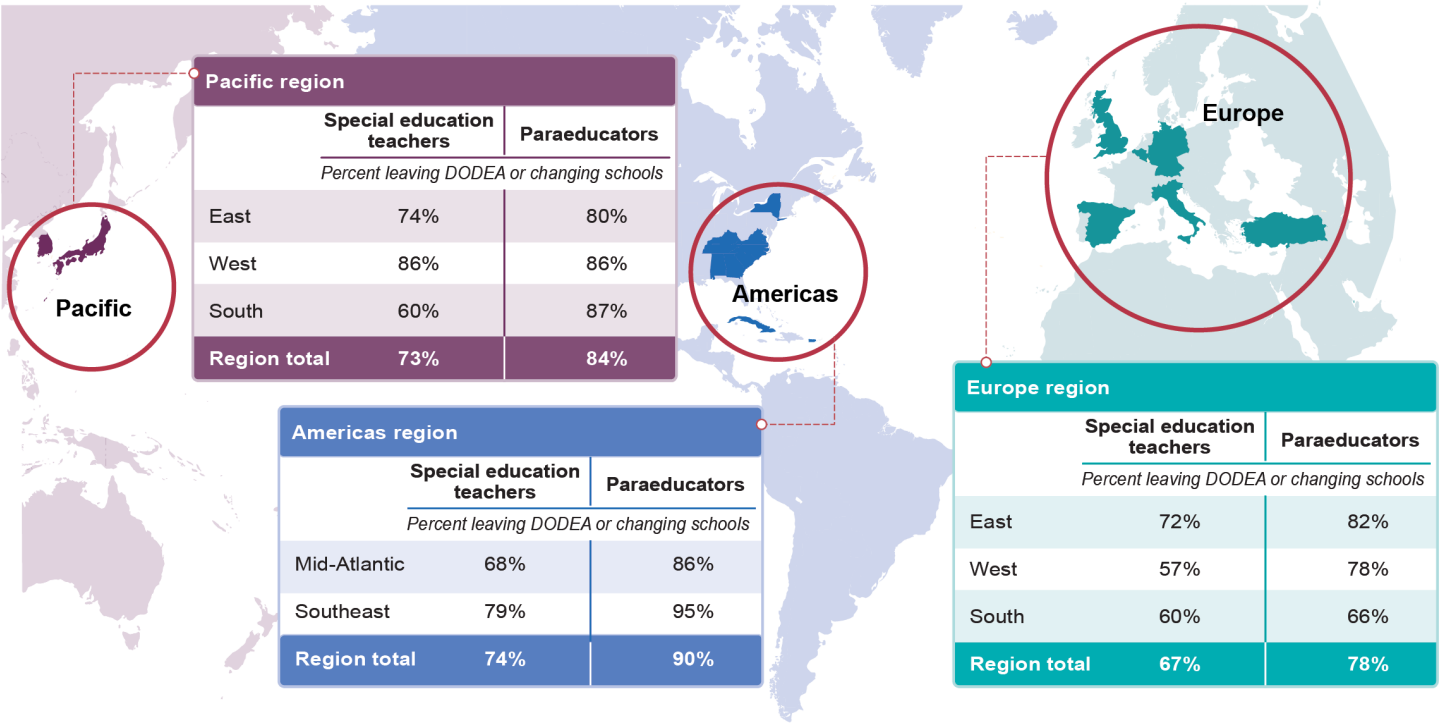 Pacific region
Special education teachers Paraeducators
Percent leaving DODEA or changing schools
East 74% 80%
West 86% 86%
South 60% 87%
Region total 73% 84%
Pacific
Americas
Europe
Americas region
Special education teachers Paraeducators
Percent leaving DODEA or changing schools
Mid-Atlantic 68% 86%
Southeast 79% 95%
Region total 74% 90%
Europe region
Special education teachers Paraeducators
Percent leaving DODEA or changing schools
East 72% 82%
West 57% 78%
South 60% 66%
Region total 67% 78%